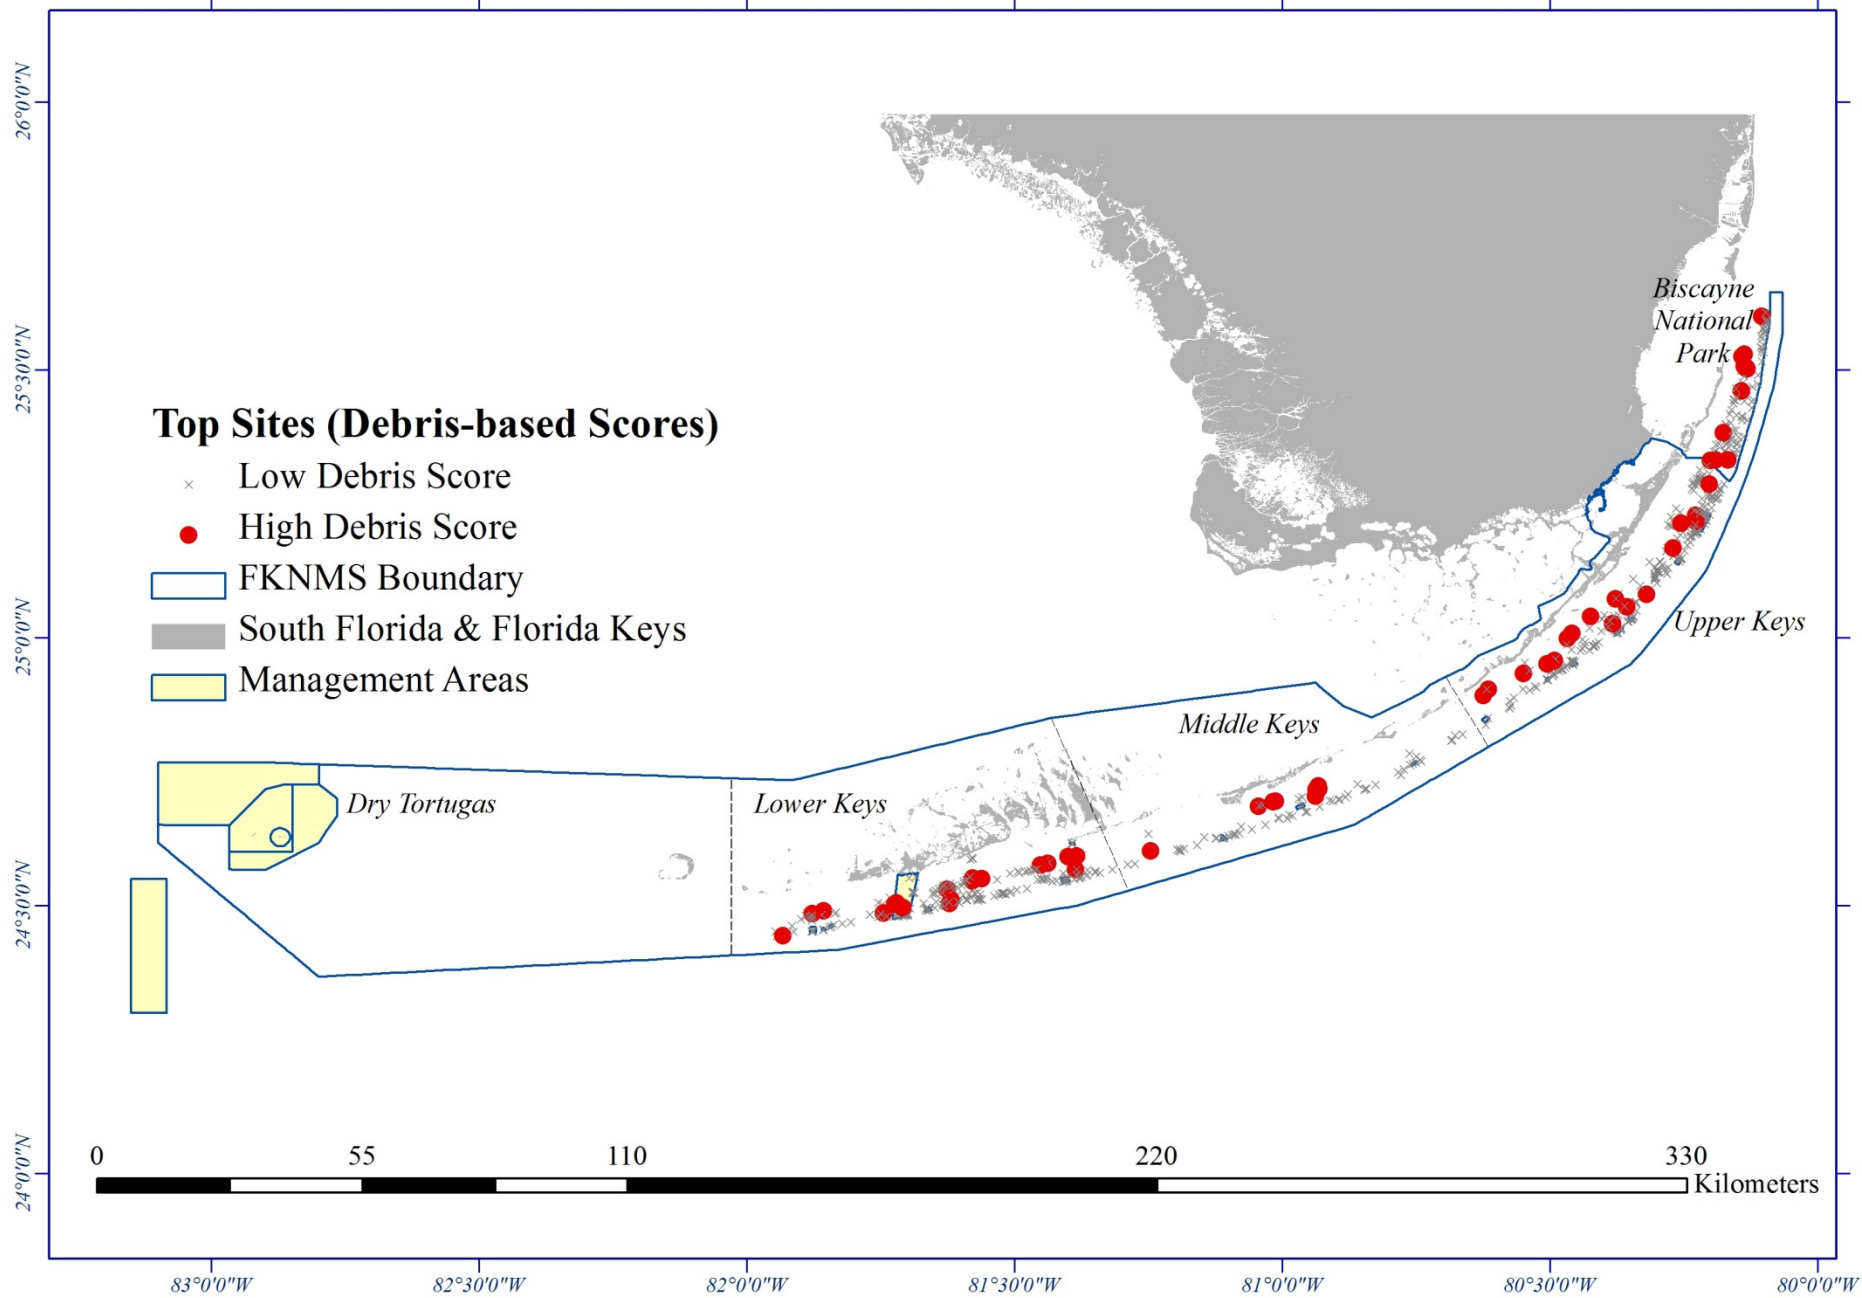 26°0'0"N
25°30'0"N
25°0'0"N
24°30'0"N
24°0'0"N
Biscayne
National
Park
Top Sites (Debris-based Scores)
Low Debris Score
High Debris Score
FKNMS Boundary
South Florida & Florida Keys
Management Areas
Upper Keys
Middle Keys
Dry Tortugas
Lower Keys
0 55 110 220 330
Kilometers
83°0'0"W 82°30'0"W 82°0'0"W 81°30'0"W 81°0'0"W 80°30'0"W 80°0'0"W